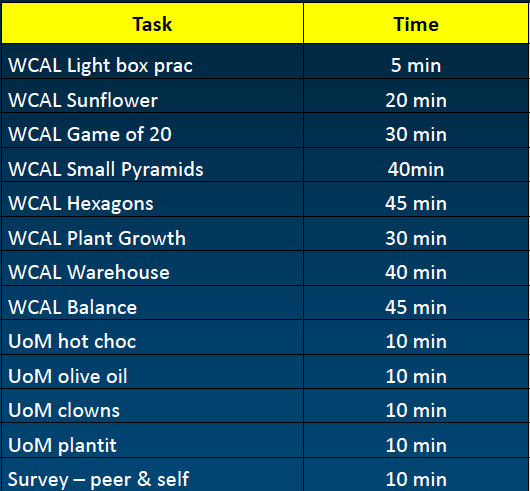 Task Time
WCAL Light box prac 5 min
WCAL Sunflower 20 min
WCAL Game of 20 30 min
WCAL Small Pyramids 40min
WCAL Hexagons 45 min
WCAL Plant Growth 30 min
WCAL Warehouse 40 min
WCAL Balance 45 min
UoM hot choc 10 min
UoM olive oil 10 min
UoM clowns 10 min
UoM plantit 10 min
Survey – peer & self 10 min